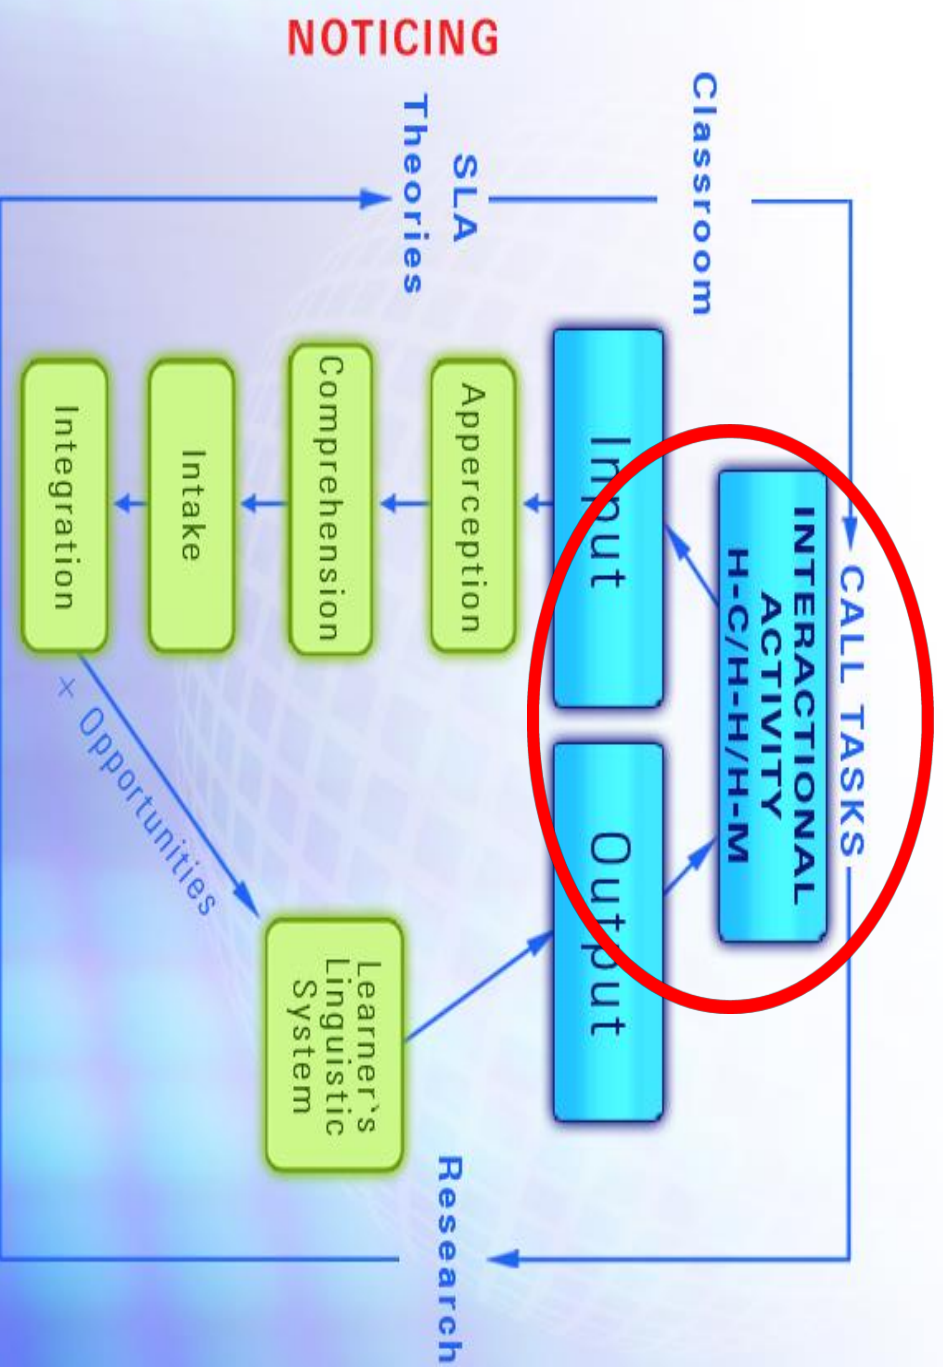 NOTICING
CALL TASKS
INTERACTIONAL
ACTIVITY
H-C/H-H/H-M
Classroom
Input
Output
SLA
Theories
Apperception
Comprehension
Intake
Integration
+ Opportunities
Learner`s
Linguistic
System
Research